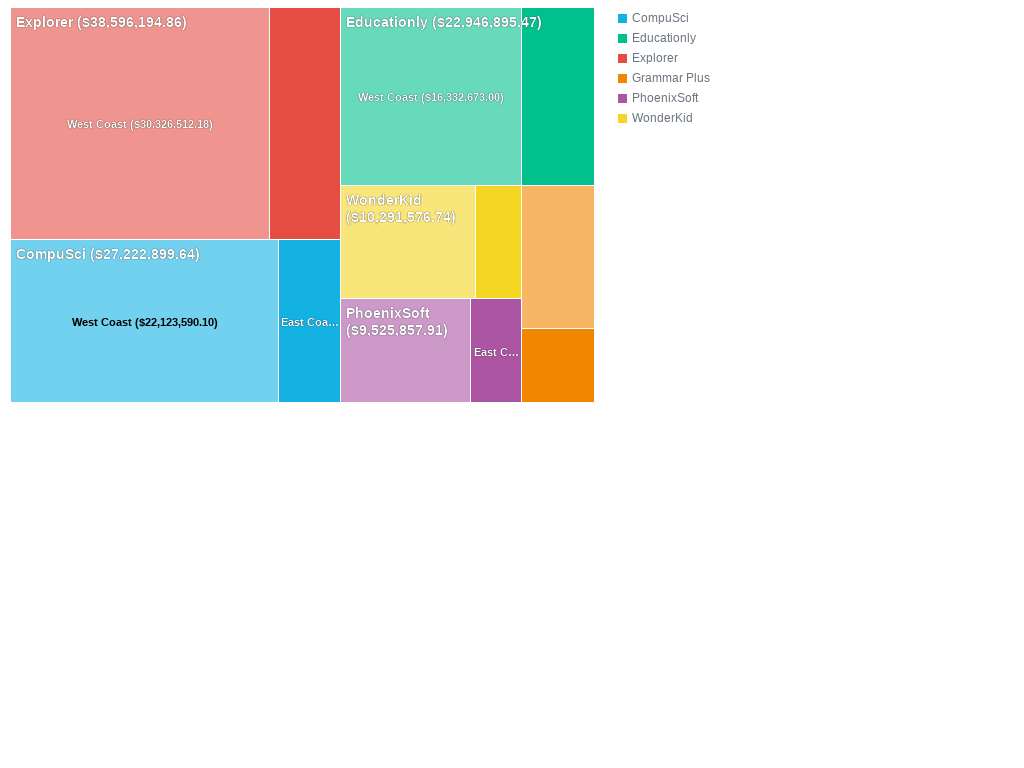 Explorer ($38,596,194.86)
West Coast ($30,326,512.18)
CompuSci ($27,222,899.64)
West Coast ($22,123,590.10)
East Coa…
Educationly ($22,946,895.47)
West Coast ($16,332,673.00)
WonderKid
($10,291,576.74)
PhoenixSoft
($9,525,857.91)
East C…
CompuSci
Educationly
Explorer
Grammar Plus
PhoenixSoft
WonderKid